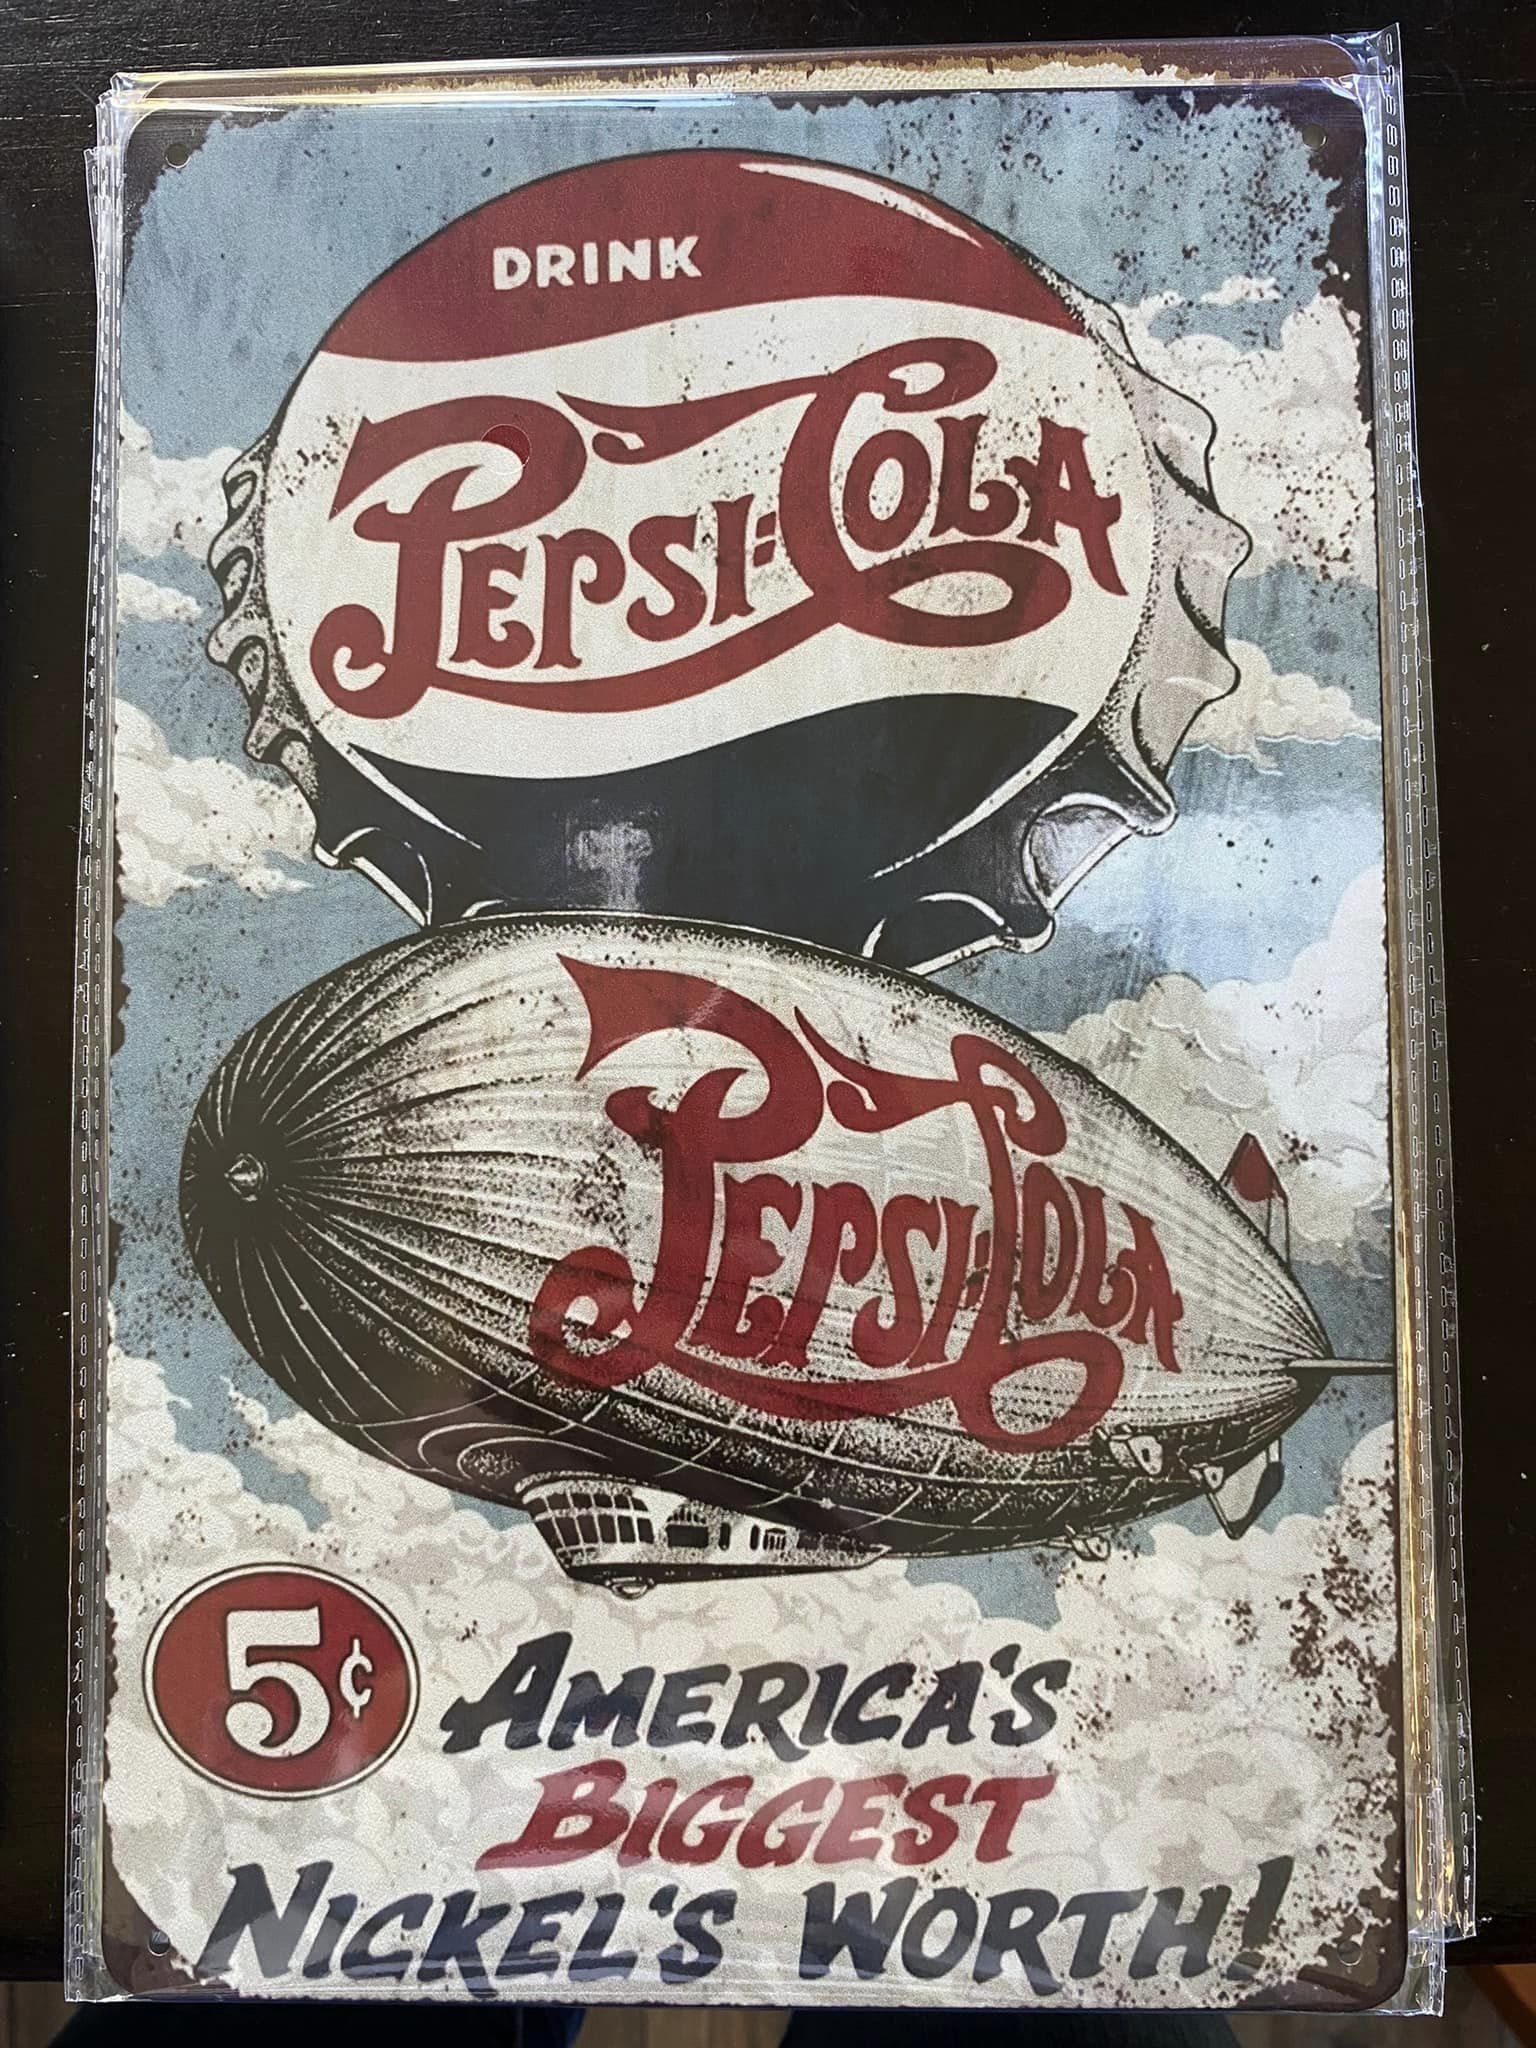 DRINK
PEPSI-COLA
PEPSI-COLA
5¢
AMERICA'S
BIGGEST
NICKEL'S WORTH!